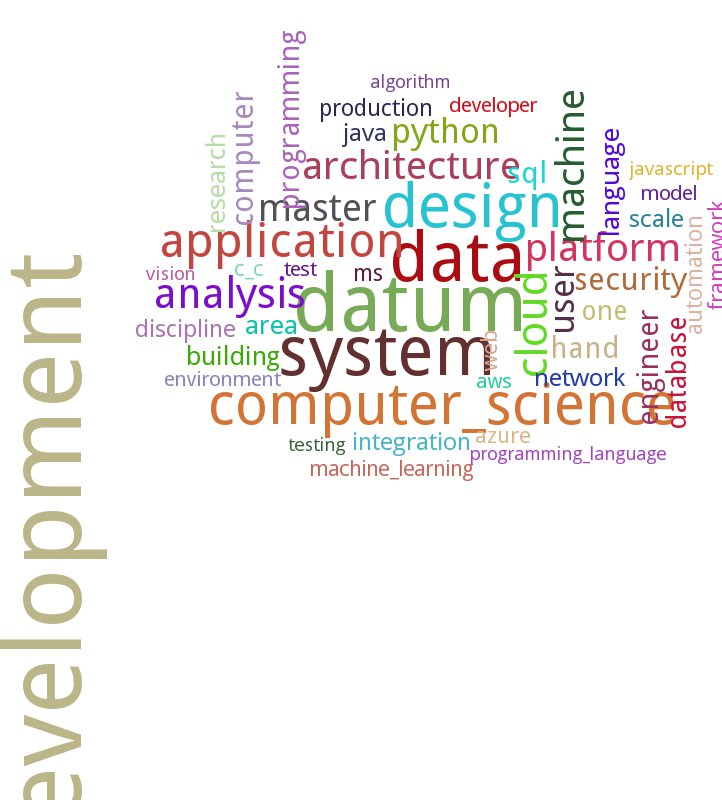 programming
algorithm
computer
production
developer
machine
research
java
python
language
architecture
sql
javascript
master
design
model
scale
framework
application
data
platform
automation
vision
c_c
test
ms
user
security
analysis
datum
cloud
one
discipline
area
engineer
building
system
web
hand
database
environment
aws
network
computer_science
testing
integration
azure
programming_language
machine_learning
evelopment